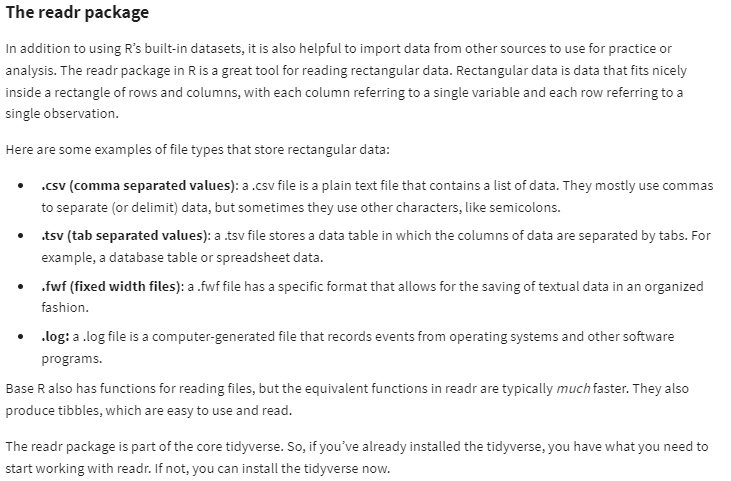 The readr package
In addition to using R's built-in datasets, it is also helpful to import data from other sources to use for practice or
analysis. The readr package in R is a great tool for reading rectangular data. Rectangular data is data that fits nicely
inside a rectangle of rows and columns, with each column referring to a single variable and each row referring to a
single observation.
Here are some examples of file types that store rectangular data:
• .csv (comma separated values): a .csv file is a plain text file that contains a list of data. They mostly use commas
to separate (or delimit) data, but sometimes they use other characters, like semicolons.
• .tsv (tab separated values): a .tsv file stores a data table in which the columns of data are separated by tabs. For
example, a database table or spreadsheet data.
• .fwf (fixed width files): a .fwf file has a specific format that allows for the saving of textual data in an organized
fashion.
• .log: a .log file is a computer-generated file that records events from operating systems and other software
programs.
Base R also has functions for reading files, but the equivalent functions in readr are typically much faster. They also
produce tibbles, which are easy to use and read.
The readr package is part of the core tidyverse. So, if you've already installed the tidyverse, you have what you need to
start working with readr. If not, you can install the tidyverse now.